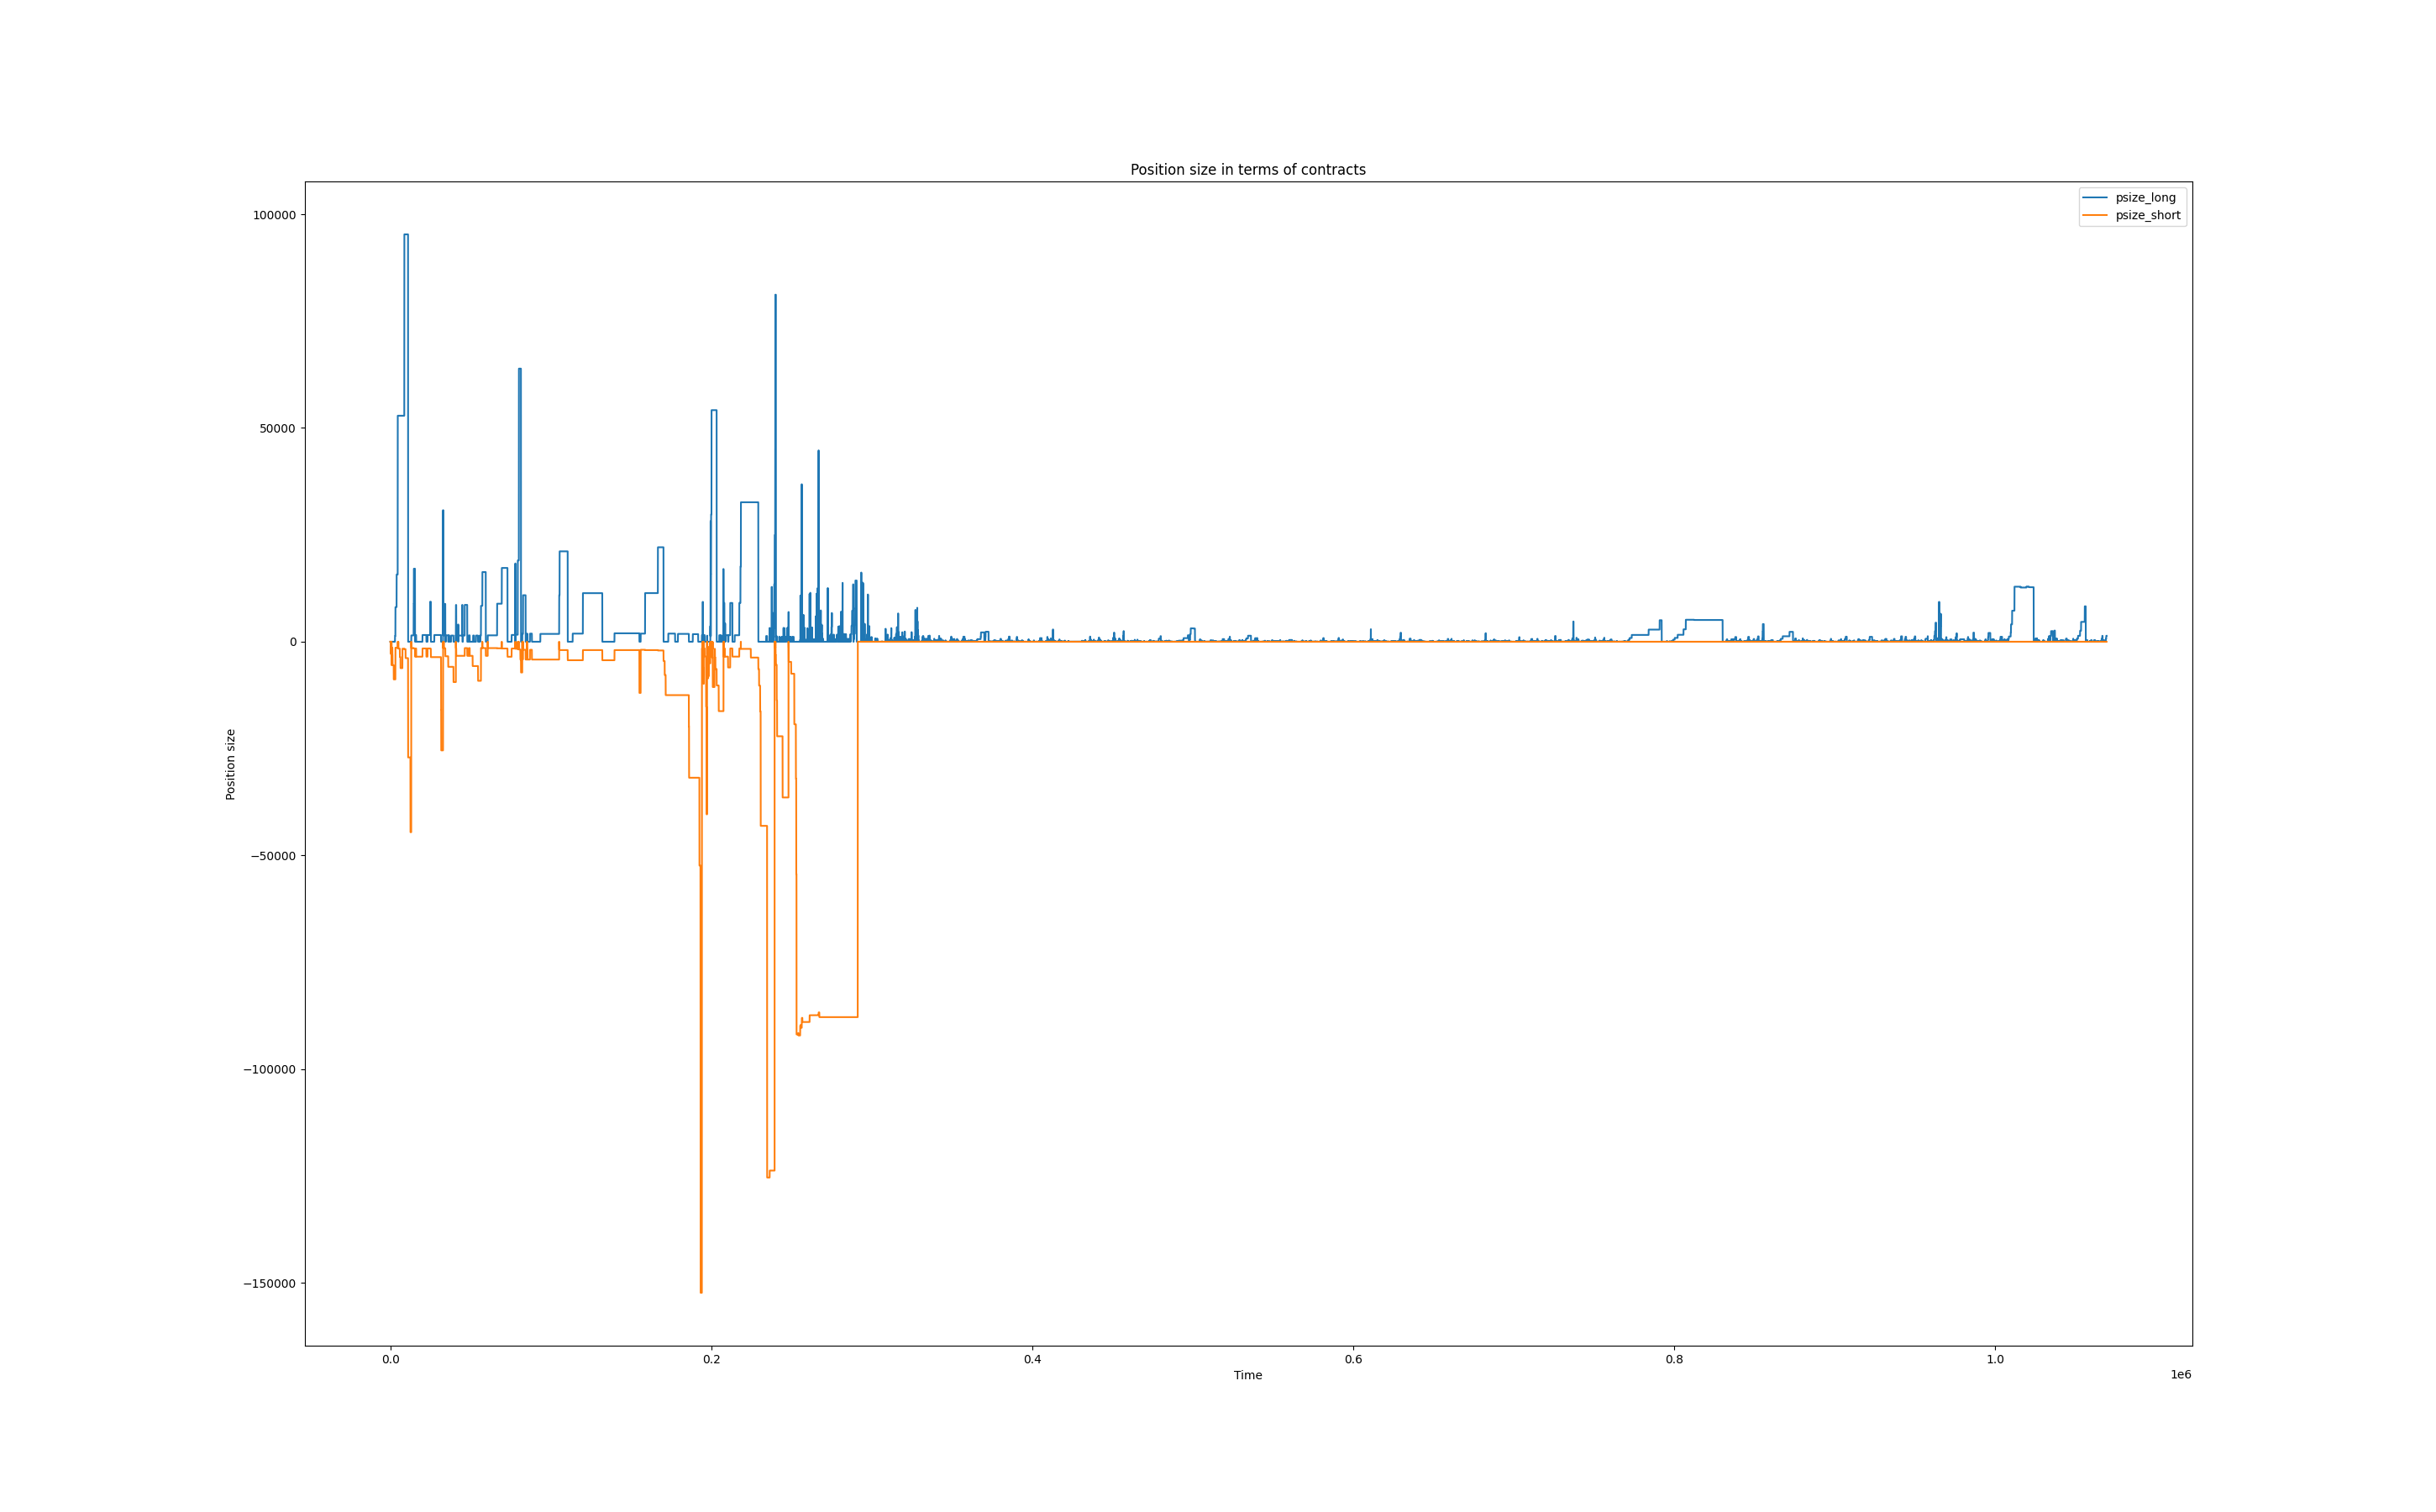 Position size in terms of contracts
psize_long
psize_short
100000
50000
0
−50000
−100000
−150000
Position size
0.0 0.2 0.4 0.6 0.8 1.0
Time
1e6